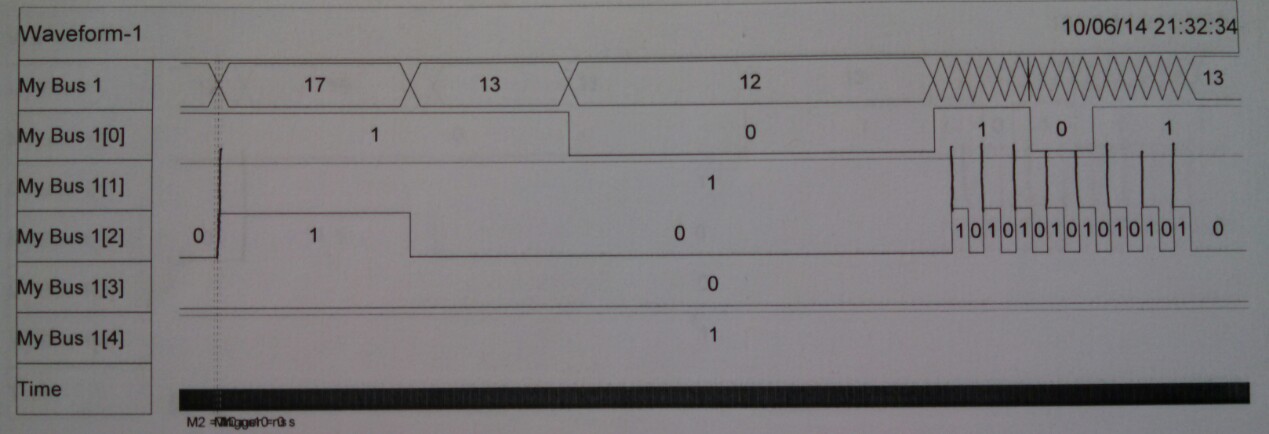 Waveform-1 10/06/14 21:32:34
My Bus 1 17 13 12 13
My Bus 1[0] 1 0 1 0 1
My Bus 1[1] 1
My Bus 1[2] 0 1 0 1 0 1 0 1 0 1 0 1 0 1 0 1 0 1 0
My Bus 1[3] 0
My Bus 1[4] 1
Time
M2